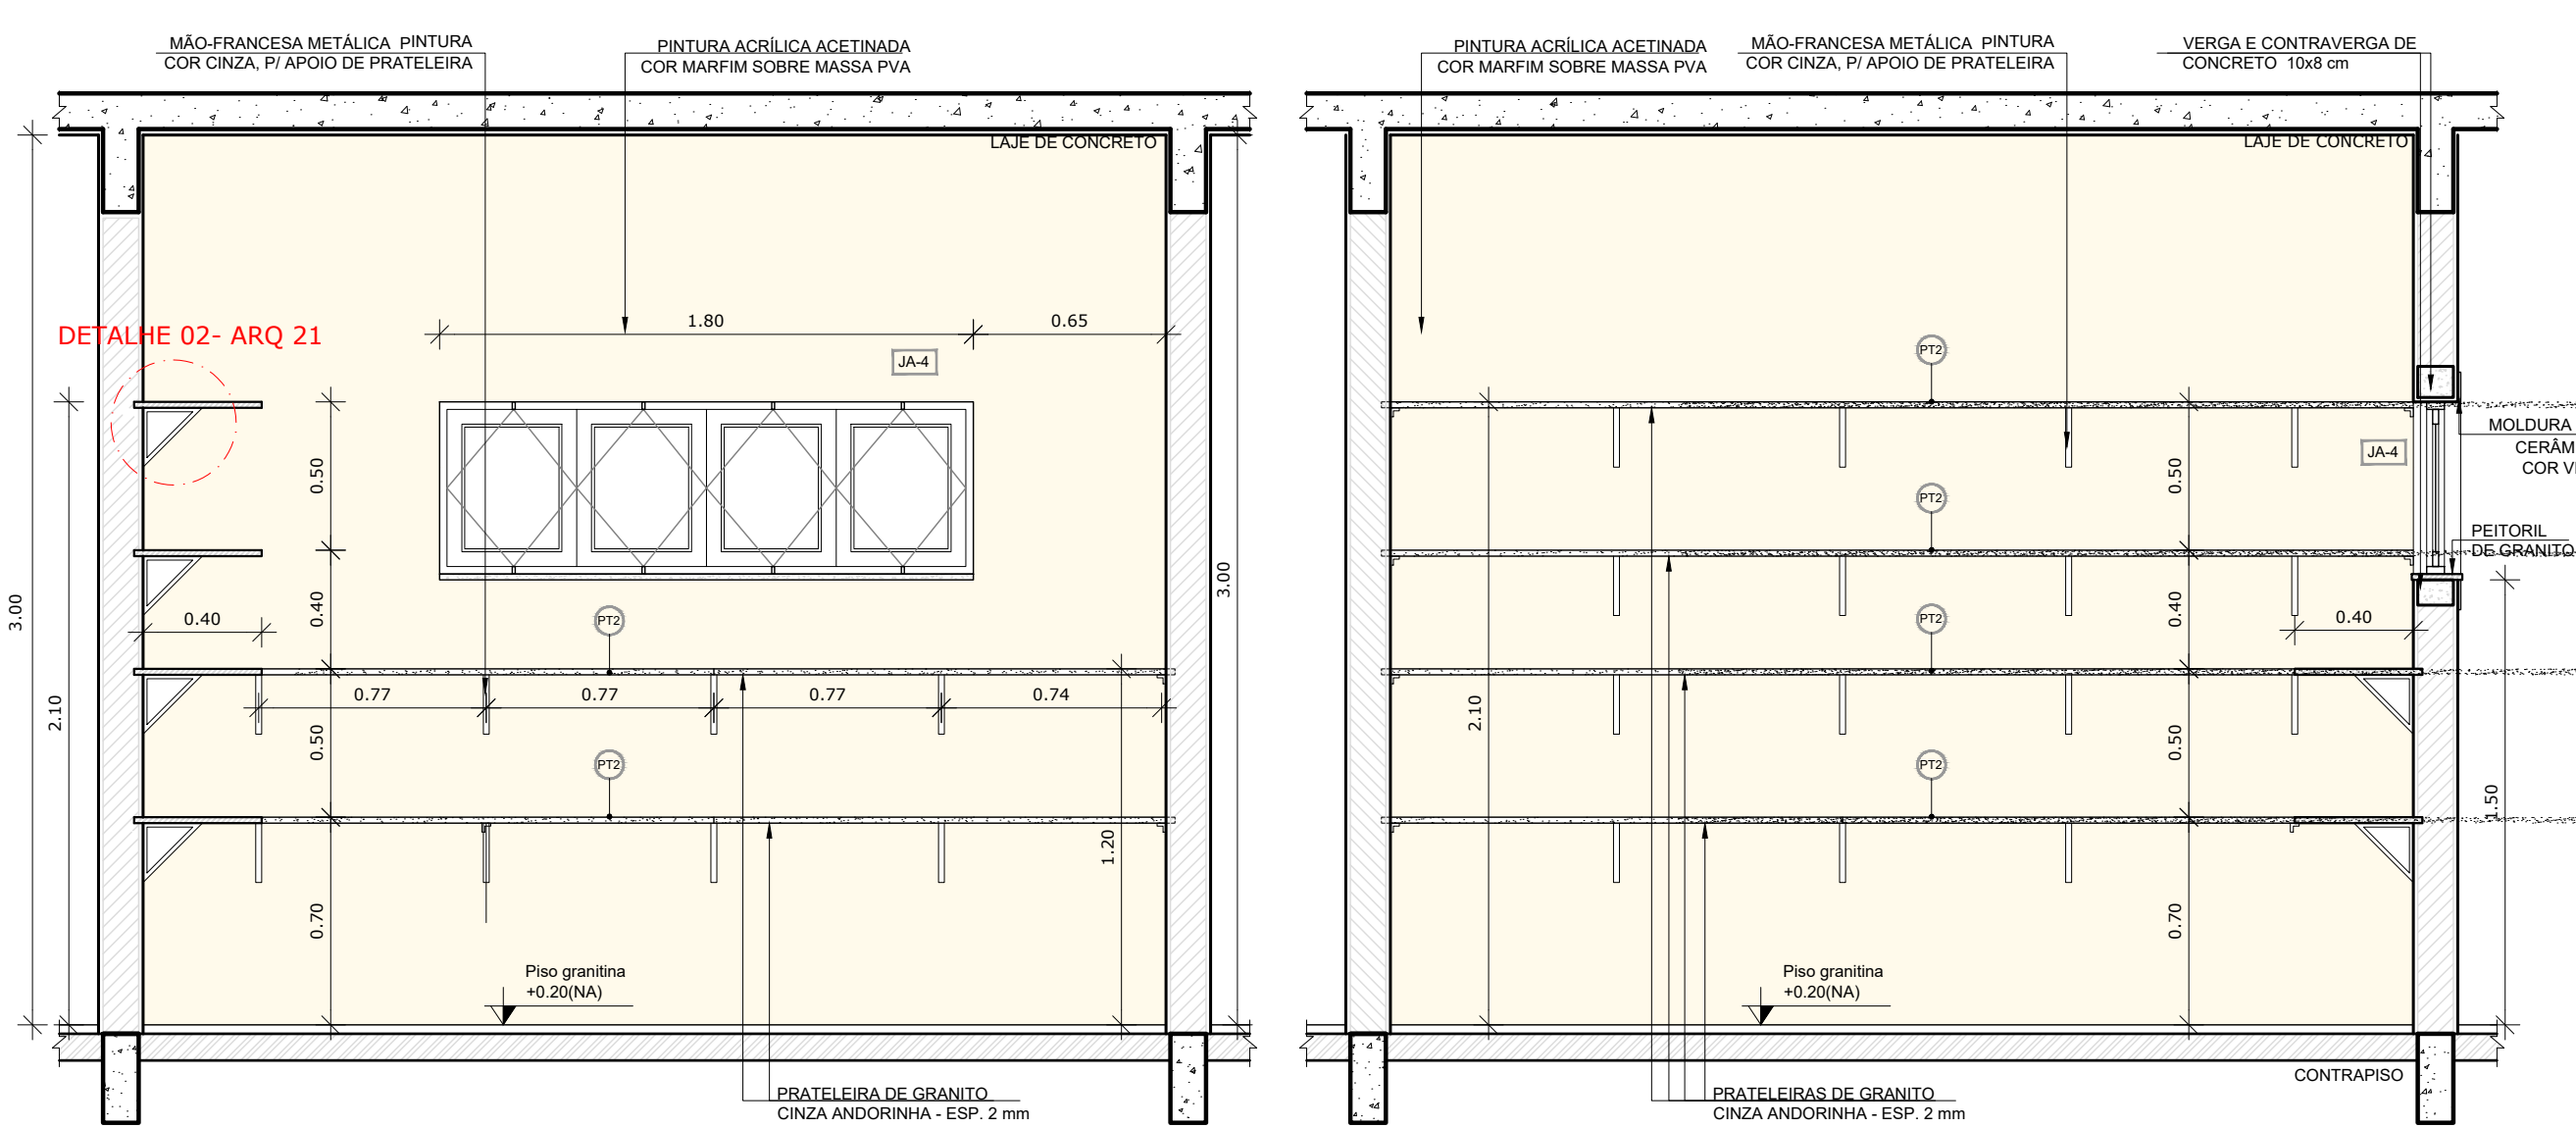 MÃO-FRANCESA METÁLICA PINTURA
COR CINZA, P/ APOIO DE PRATELEIRA
PINTURA ACRÍLICA ACETINADA
COR MARFIM SOBRE MASSA PVA
LAJE DE CONCRETO
DETALHE 02- ARQ 21
1.80
0.65
JA-4
0.50
0.40
0.40
3.00
3.00
2.10
PT2
0.77
0.77
0.77
0.74
0.50
PT2
1.20
0.70
Piso granitina
+0.20(NA)
PRATELEIRA DE GRANITO
CINZA ANDORINHA - ESP. 2 mm
PINTURA ACRÍLICA ACETINADA
COR MARFIM SOBRE MASSA PVA
MÃO-FRANCESA METÁLICA PINTURA
COR CINZA, P/ APOIO DE PRATELEIRA
VERGA E CONTRAVERGA DE
CONCRETO 10x8 cm
LAJE DE CONCRETO
PT2
MOLDURA
CERÂM
COR V
JA-4
0.50
PT2
PEITORIL
DE GRANITO
0.40
PT2
0.40
2.10
0.50
PT2
1.50
0.70
Piso granitina
+0.20(NA)
CONTRAPISO
PRATELEIRAS DE GRANITO
CINZA ANDORINHA - ESP. 2 mm